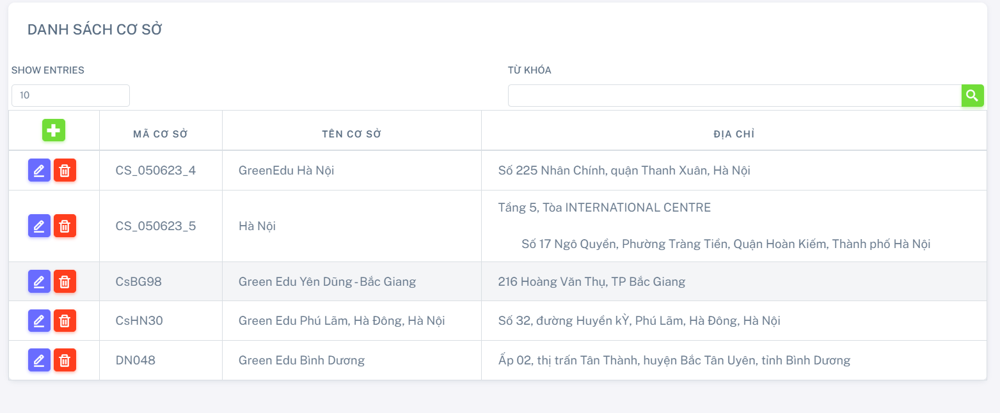 DANH SÁCH CƠ SỞ
SHOW ENTRIES
TỪ KHÓA
10
MÃ CƠ SỞ
TÊN CƠ SỞ
ĐỊA CHỈ
CS_050623_4
GreenEdu Hà Nội
Số 225 Nhân Chính, quận Thanh Xuân, Hà Nội
CS_050623_5
Hà Nội
Tầng 5, Tòa INTERNATIONAL CENTRE
Số 17 Ngô Quyền, Phường Tràng Tiền, Quận Hoàn Kiếm, Thành phố Hà Nội
CsBG98
Green Edu Yên Dũng - Bắc Giang
216 Hoàng Văn Thụ, TP Bắc Giang
CsHN30
Green Edu Phú Lãm, Hà Đông, Hà Nội
Số 32, đường Huyền kỲ, Phú Lãm, Hà Đông, Hà Nội
DN048
Green Edu Bình Dương
Ấp 02, thị trấn Tân Thành, huyện Bắc Tân Uyên, tỉnh Bình Dương